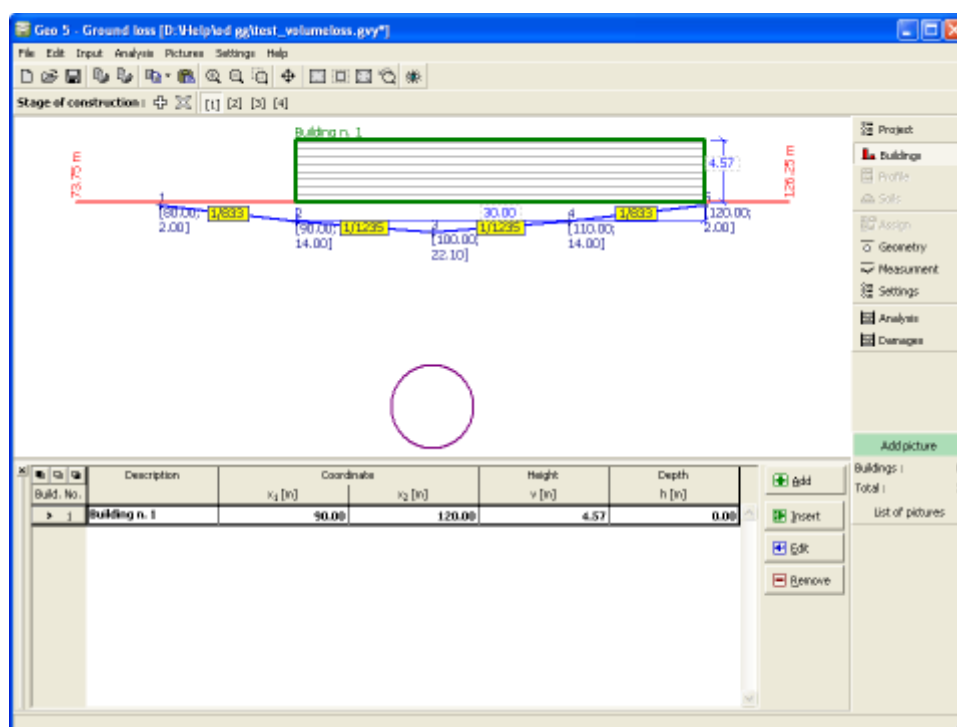 Geo 5 - Ground loss [D:\Help\od gg\test_volumeloss.gvy*]
File Edit Input Analysis Pictures Settings Help
Stage of construction : [1] [2] [3] [4]
Project
Buildings
Profile
Soils
Assign
Geometry
Measurment
Settings
Analysis
Damages
Building n. 1
73.75 m
4.57
126.25 m
1
[80.00;
2.00]
1/833
2
[90.00;
14.00]
1/1235
3
[100.00;
22.10]
30.00
1/1235
4
[110.00;
14.00]
1/833
5
[120.00;
2.00]
Add picture
Buildings :
Total :
List of pictures
Description Coordinate Height Depth
Build. No. x1 [m] x2 [m] v [m] h [m]
> 1 Building n. 1 90.00 120.00 4.57 0.00
Add
Insert
Edit
Remove